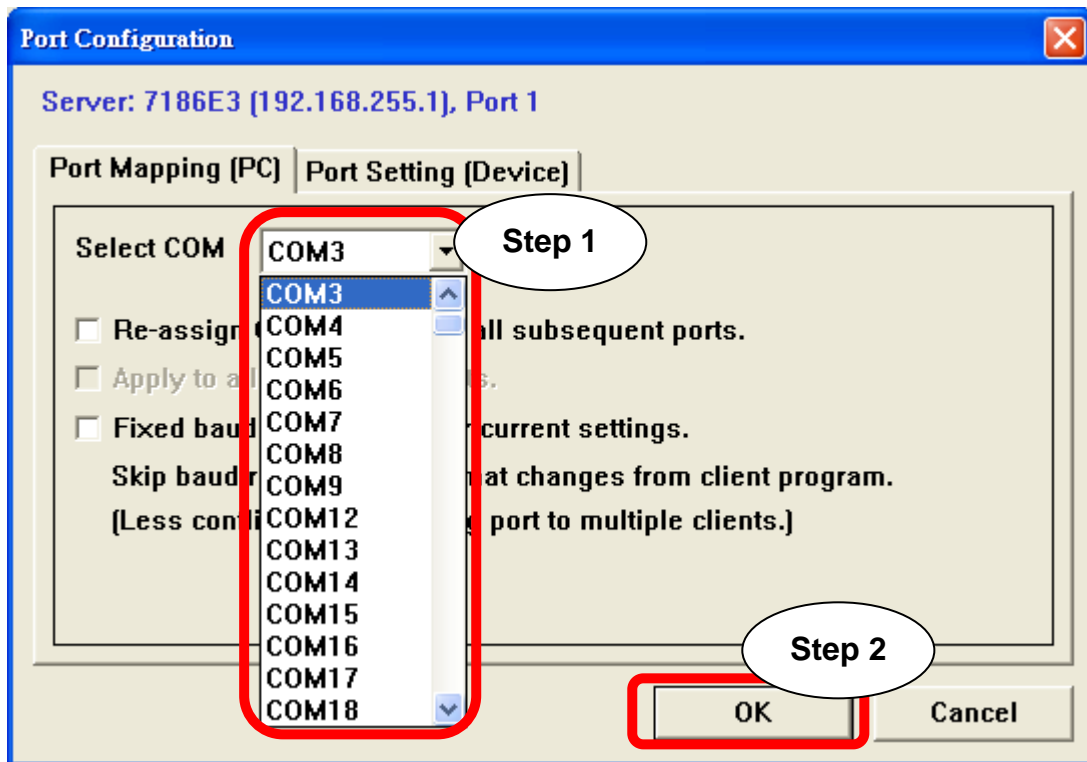 Port Configuration
Server: 7186E3 (192.168.255.1), Port 1
Port Mapping (PC) Port Setting (Device)
Select COM COM3 Step 1
COM3
Re-assign all subsequent ports.
COM4
COM5
Apply to
COM6
Fixed baud current settings.
COM7
COM8
Skip baud changes from client program.
COM9
(Less port to multiple clients.)
COM12
COM13
COM14
COM15
COM16
COM17
COM18
Step 2
OK Cancel